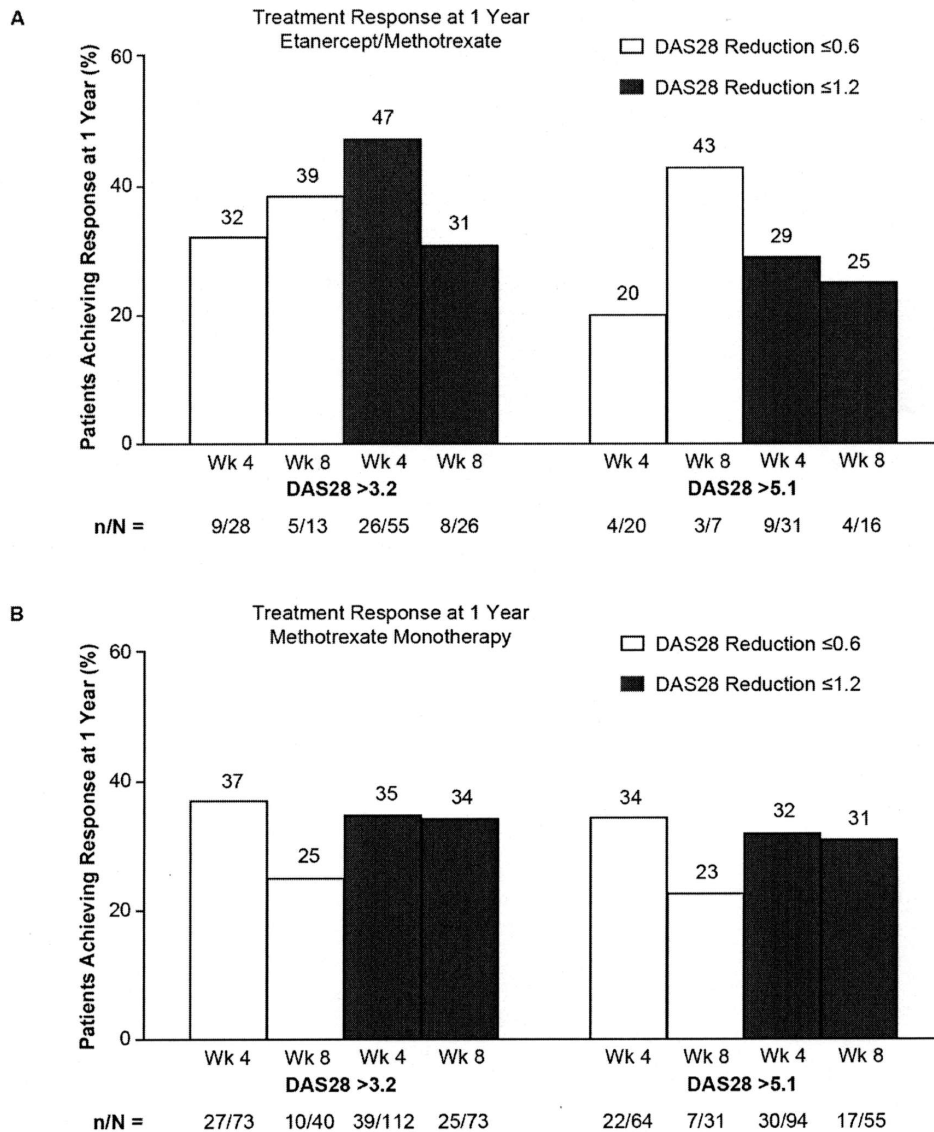 A
Treatment Response at 1 Year
Etanercept/Methotrexate
DAS28 Reduction ≤0.6
DAS28 Reduction ≤1.2
Patients Achieving Response at 1 Year (%)
60
40
20
0
32
39
47
31
20
43
29
25
Wk 4 Wk 8 Wk 4 Wk 8 Wk 4 Wk 8 Wk 4 Wk 8
DAS28 >3.2 DAS28 >5.1
n/N = 9/28 5/13 26/55 8/26 4/20 3/7 9/31 4/16
B
Treatment Response at 1 Year
Methotrexate Monotherapy
DAS28 Reduction ≤0.6
DAS28 Reduction ≤1.2
Patients Achieving Response at 1 Year (%)
60
40
20
0
37
25
35
34
34
23
32
31
Wk 4 Wk 8 Wk 4 Wk 8 Wk 4 Wk 8 Wk 4 Wk 8
DAS28 >3.2 DAS28 >5.1
n/N = 27/73 10/40 39/112 25/73 22/64 7/31 30/94 17/55